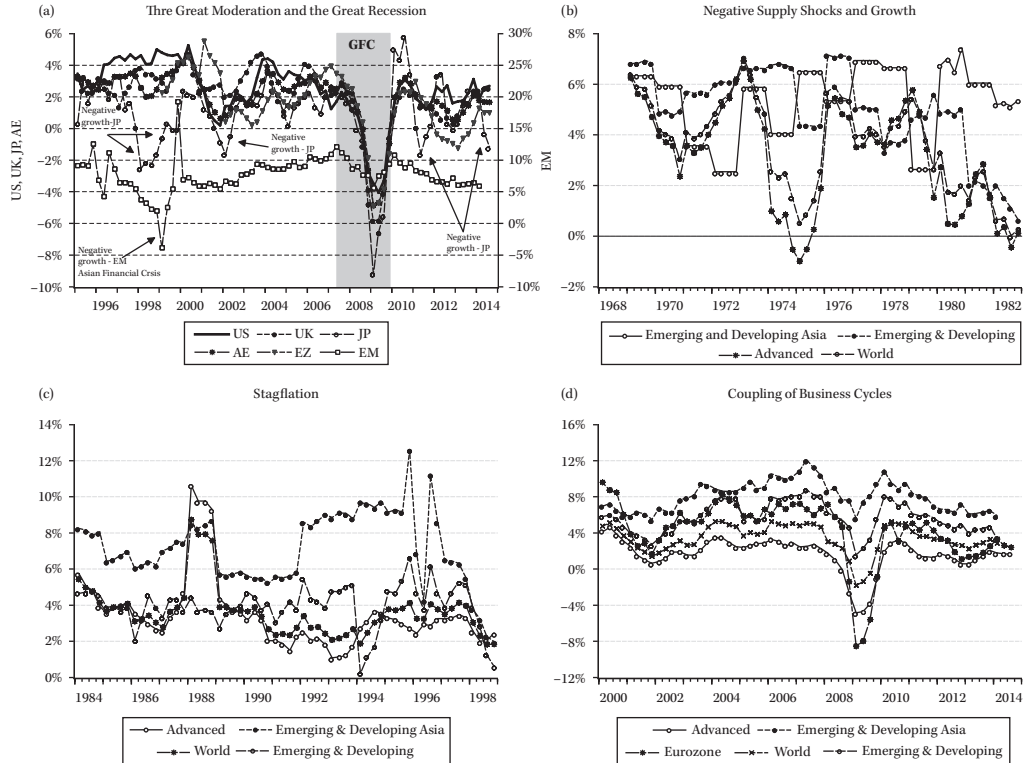 (a)
Thre Great Moderation and the Great Recession
6%
4%
2%
0%
−2%
−4%
−6%
−8%
−10%
US, UK, JP, AE
30%
25%
20%
15%
10%
5%
0%
−5%
−10%
EM
GFC
Negative
growth-JP
Negative
growth - JP
Negative
growth - JP
Negative
growth - EM
Asian Financial Crsis
1996 1998 2000 2002 2004 2006 2008 2010 2012 2014
US UK JP
AE EZ EM
(b)
Negative Supply Shocks and Growth
8%
6%
4%
2%
0%
−2%
1968 1970 1972 1974 1976 1978 1980 1982
Emerging and Developing Asia Emerging & Developing
Advanced World
(c)
Stagflation
14%
12%
10%
8%
6%
4%
2%
0%
1984 1986 1988 1990 1992 1994 1996 1998
Advanced Emerging & Developing Asia
World Emerging & Developing
(d)
Coupling of Business Cycles
16%
12%
8%
4%
0%
−4%
−8%
−12%
2000 2002 2004 2006 2008 2010 2012 2014
Advanced Emerging & Developing Asia
Eurozone World Emerging & Developing